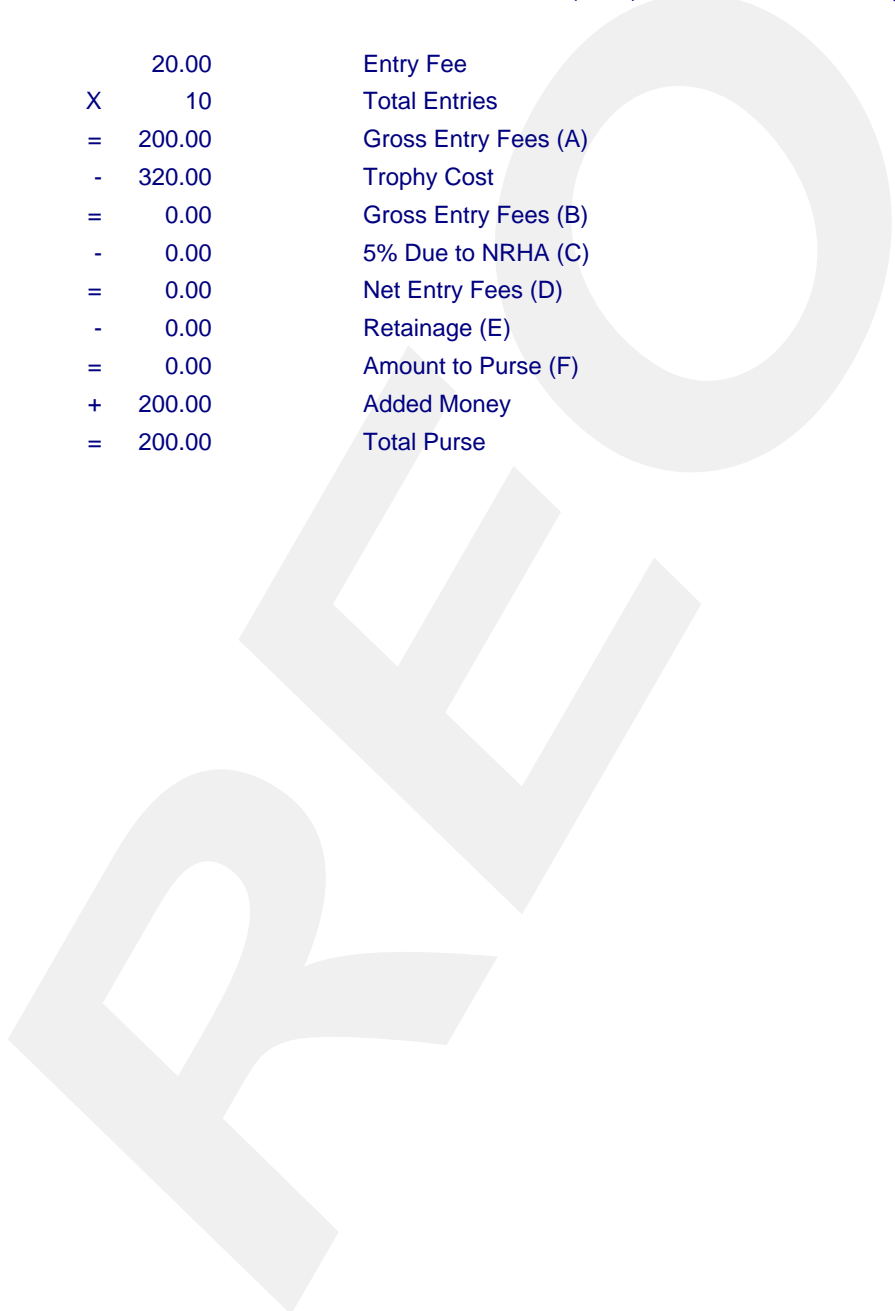 20.00 Entry Fee
X 10 Total Entries
= 200.00 Gross Entry Fees (A)
- 320.00 Trophy Cost
= 0.00 Gross Entry Fees (B)
- 0.00 5% Due to NRHA (C)
= 0.00 Net Entry Fees (D)
- 0.00 Retainage (E)
= 0.00 Amount to Purse (F)
+ 200.00 Added Money
= 200.00 Total Purse
REO